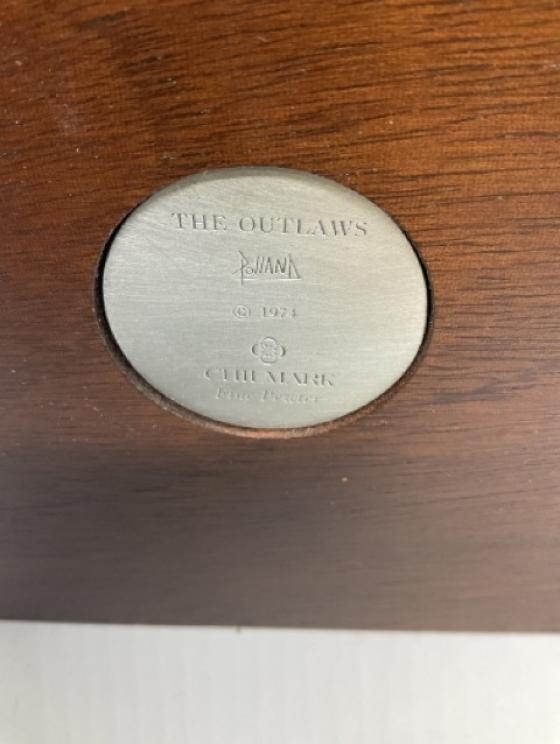 THE OUTLAWS
Polland
© 1974
CHILMARK
Fine Pewter